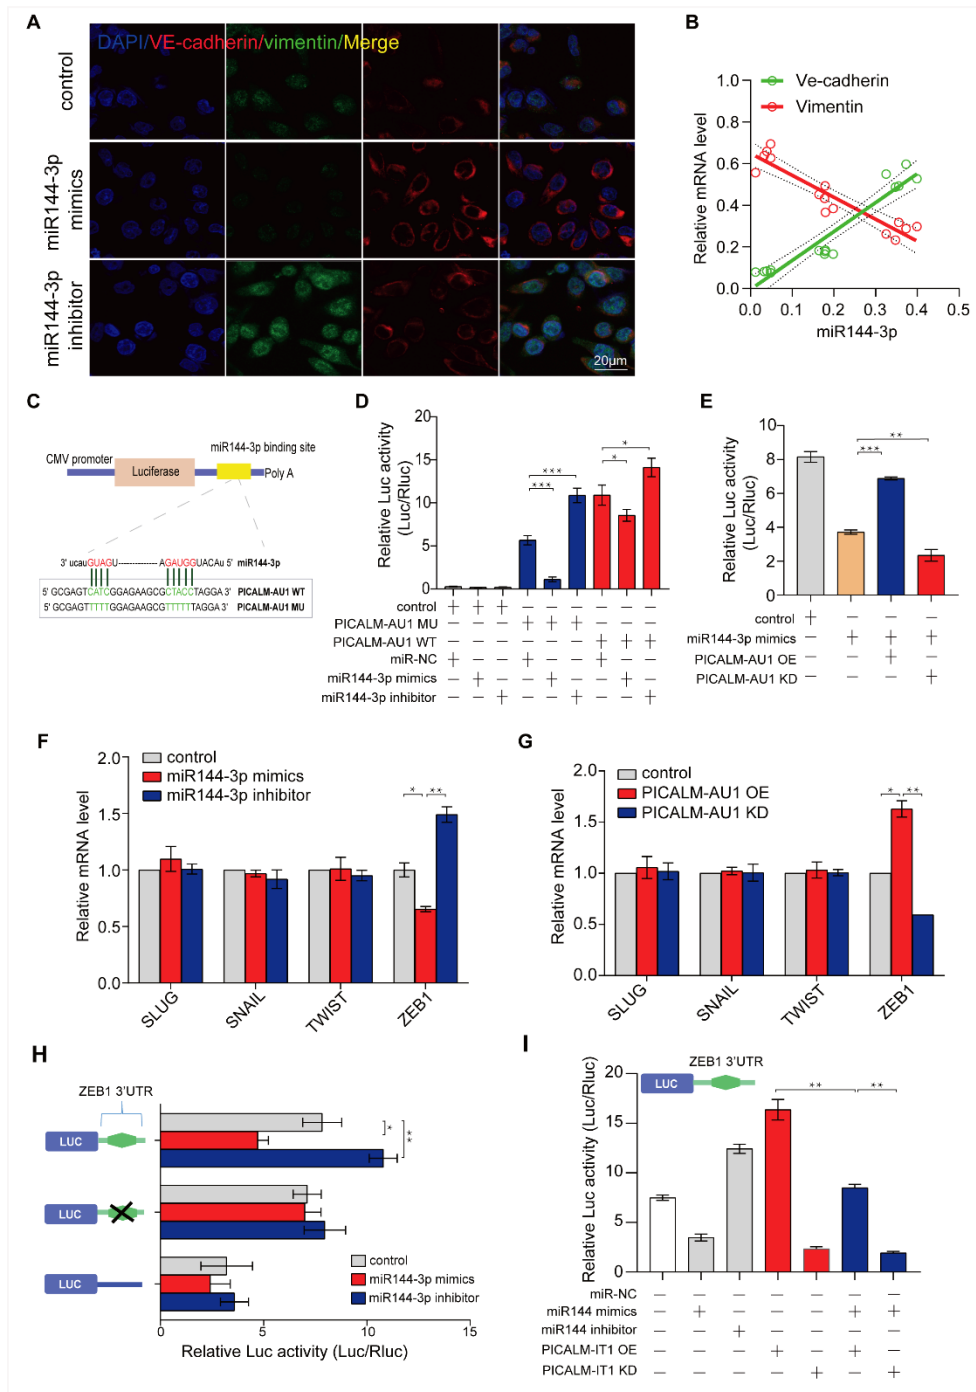 A
DAPI/VE-cadherin/vimentin/Merge
control
miR144-3p mimics
miR144-3p inhibitor
20μm
B
Ve-cadherin
Vimentin
Relative mRNA level
1.0
0.8
0.6
0.4
0.2
0.0
0.0 0.1 0.2 0.3 0.4 0.5
miR144-3p
C
miR144-3p binding site
CMV promoter
Luciferase
Poly A
3' ucauGUAGU-------------AGAUGGUACAu 5' miR144-3p
5' GCGAGTCATCGGAGAAGCGCTACCTAGGA 3' PICALM-AU1 WT
5' GCGAGTTTTTGGAGAAGCGTTTTTTAGGA 3' PICALM-AU1 MU
D
Relative Luc activity
(Luc/Rluc)
20
15
10
5
0
*** *** * *
control + + + − − − − − −
PICALM-AU1 MU − − − + + + − − −
PICALM-AU1 WT − − − − − − + + +
miR-NC + − − + − − + − −
miR144-3p mimics − + − − + − − + −
miR144-3p inhibitor − − + − − + − − +
E
Relative Luc activity
(Luc/Rluc)
8
6
4
2
0
**
***
control + − − −
miR144-3p mimics − + + +
PICALM-AU1 OE − − + −
PICALM-AU1 KD − − − +
F
Relative mRNA level
2.0
1.5
1.0
0.5
0.0
control
miR144-3p mimics
miR144-3p inhibitor
* **
SLUG SNAIL TWIST ZEB1
G
Relative mRNA level
2.0
1.5
1.0
0.5
0.0
control
PICALM-AU1 OE
PICALM-AU1 KD
* **
SLUG SNAIL TWIST ZEB1
H
ZEB1 3'UTR
LUC
LUC
LUC
*
**
control
miR144-3p mimics
miR144-3p inhibitor
0 5 10 15
Relative Luc activity (Luc/Rluc)
I
ZEB1 3'UTR
LUC
Relative Luc activity (Luc/Rluc)
20
15
10
5
0
** **
miR-NC − − − − − − −
miR144 mimics − + − − − + +
miR144 inhibitor − − + − − − −
PICALM-IT1 OE − − − + − + −
PICALM-IT1 KD − − − − + − +